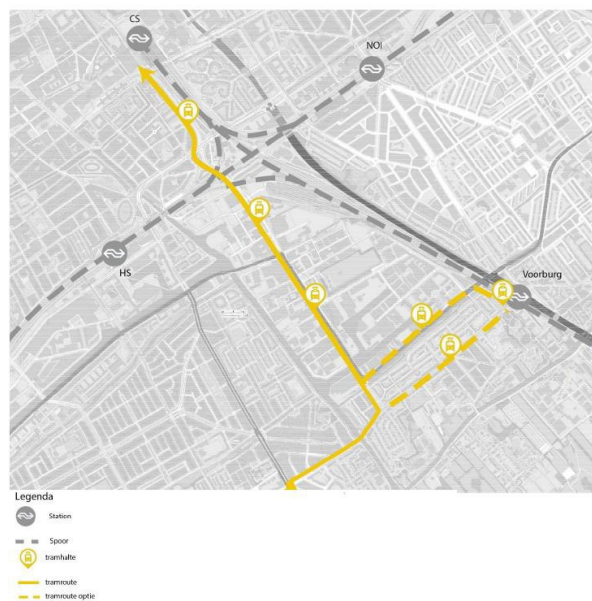 CS
NOI
HS
Voorburg
Legenda
Station
Spoor
tramhalte
tramroute
tramroute optie